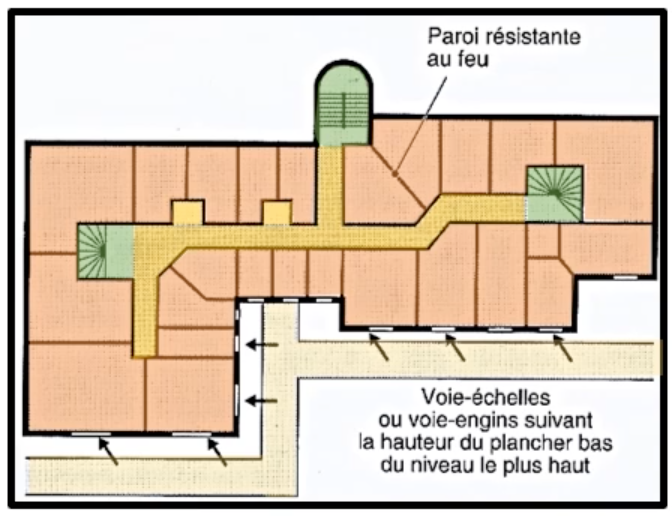 Paroi résistante
au feu
Voie-échelles
ou voie-engins suivant
la hauteur du plancher bas
du niveau le plus haut